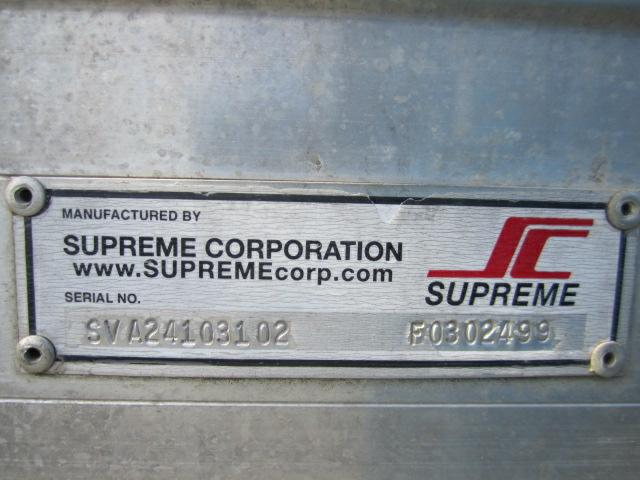 MANUFACTURED BY
SUPREME CORPORATION
www.SUPREMEcorp.com
SC
SUPREME
SERIAL NO.
SVA24103102 F0302499